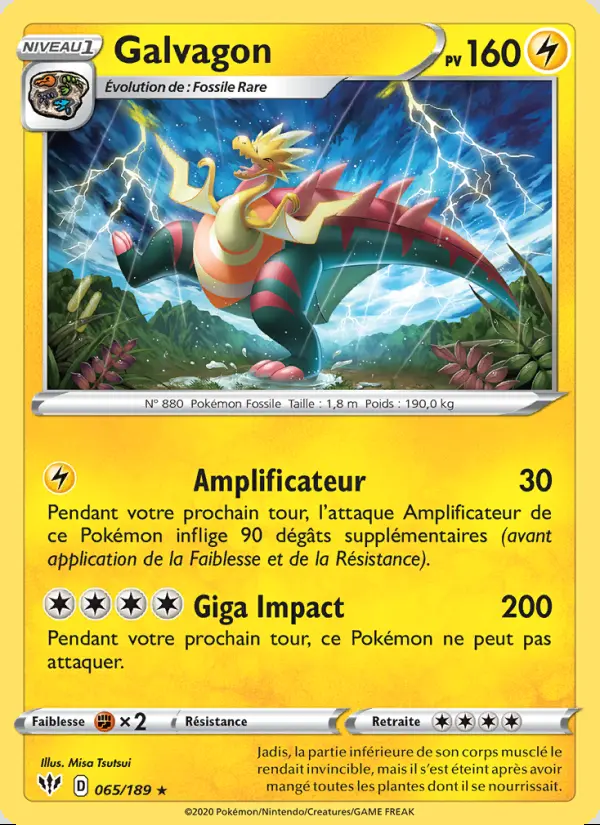 NIVEAU 1
Galvagon
PV 160
Évolution de : Fossile Rare
N° 880 Pokémon Fossile Taille : 1,8 m Poids : 190,0 kg
Amplificateur 30
Pendant votre prochain tour, l'attaque Amplificateur de
ce Pokémon inflige 90 dégâts supplémentaires (avant
application de la Faiblesse et de la Résistance).
Giga Impact 200
Pendant votre prochain tour, ce Pokémon ne peut pas
attaquer.
Faiblesse ×2 Résistance Retraite
Illus. Misa Tsutsui
Jadis, la partie inférieure de son corps musclé le
rendait invincible, mais il s'est éteint après avoir
mangé toutes les plantes dont il se nourrissait.
D 065/189 ★
©2020 Pokémon/Nintendo/Creatures/GAME FREAK